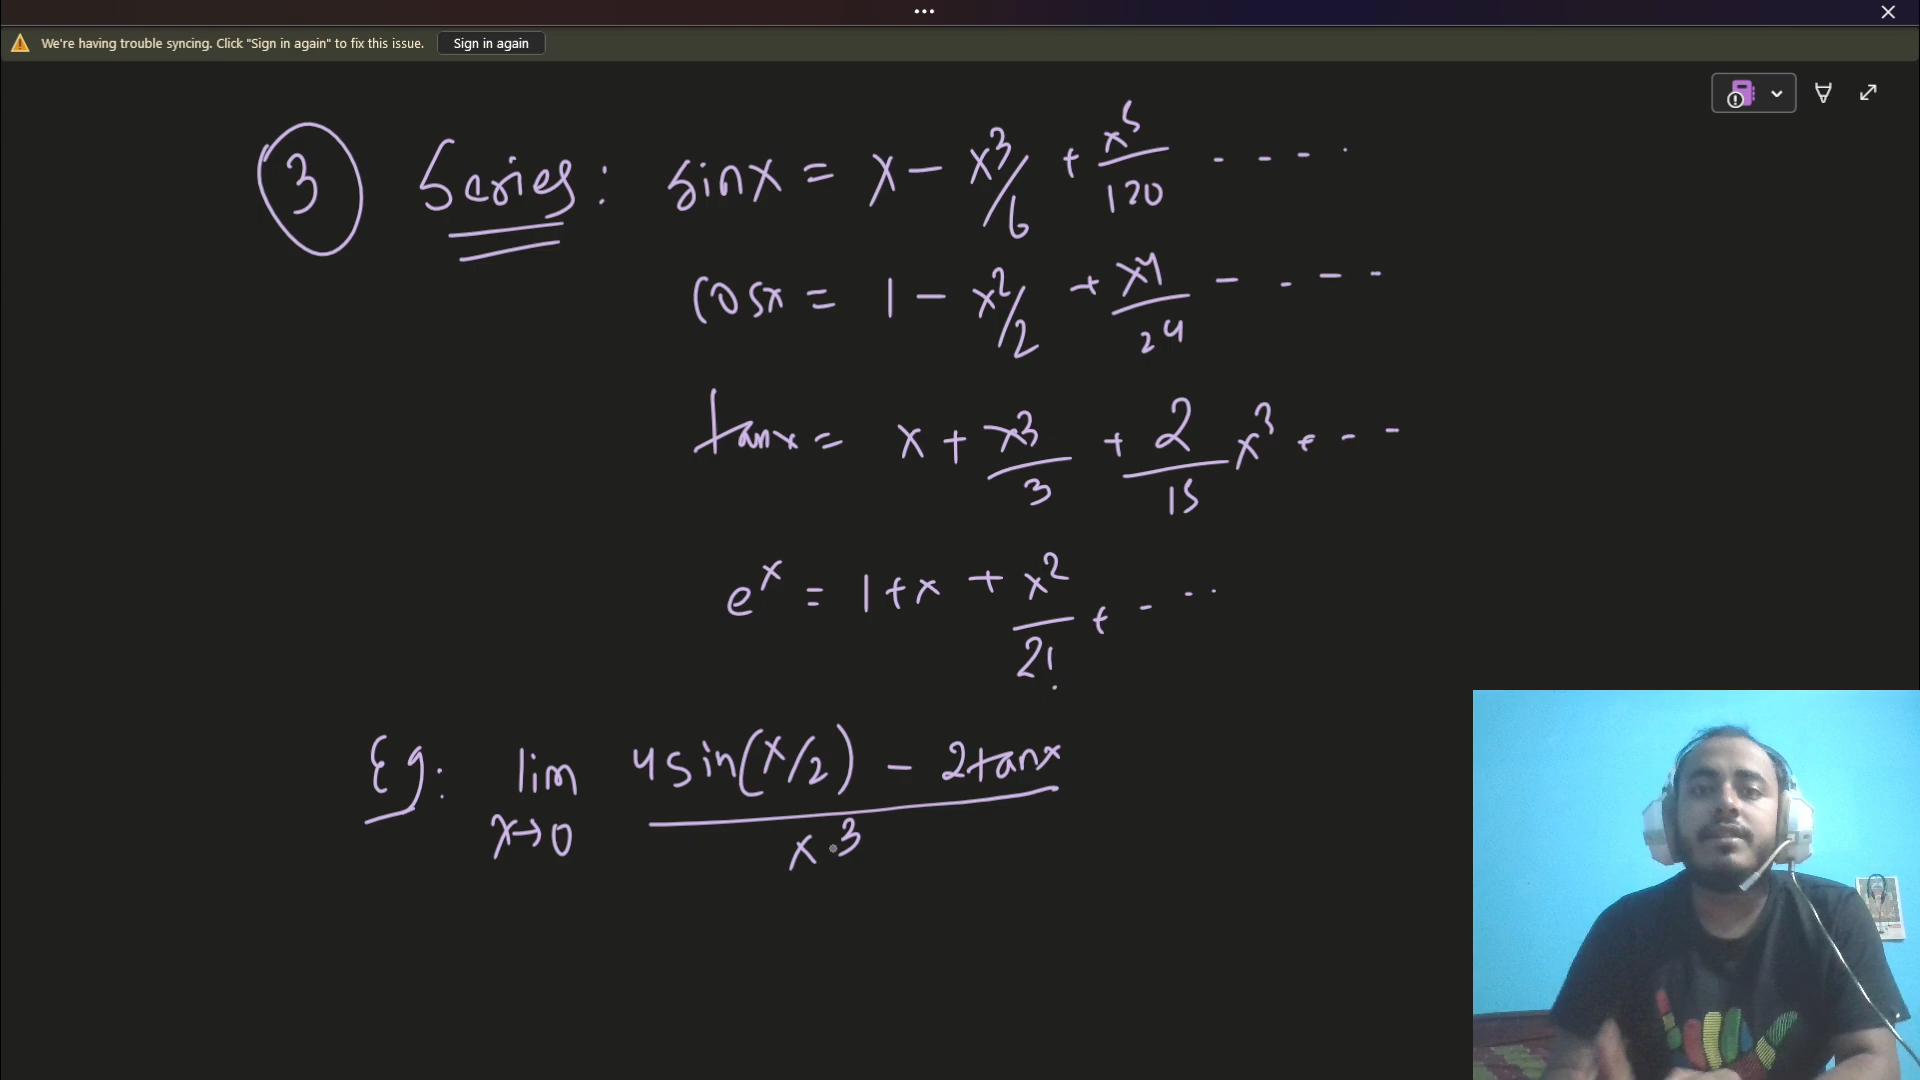 We're having trouble syncing. Click "Sign in again" to fix this issue. Sign in again
3 Series: sinx = x - x³/6 + x⁵/120 - - - -
cosx = 1 - x²/2 + x⁴/24 - - - -
tanx = x + x³/3 + 2/15 x³ + - -
eˣ = 1 + x + x²/2! + - - -
Eg: lim x→0 4sin(x/2) - 2tanx / x³